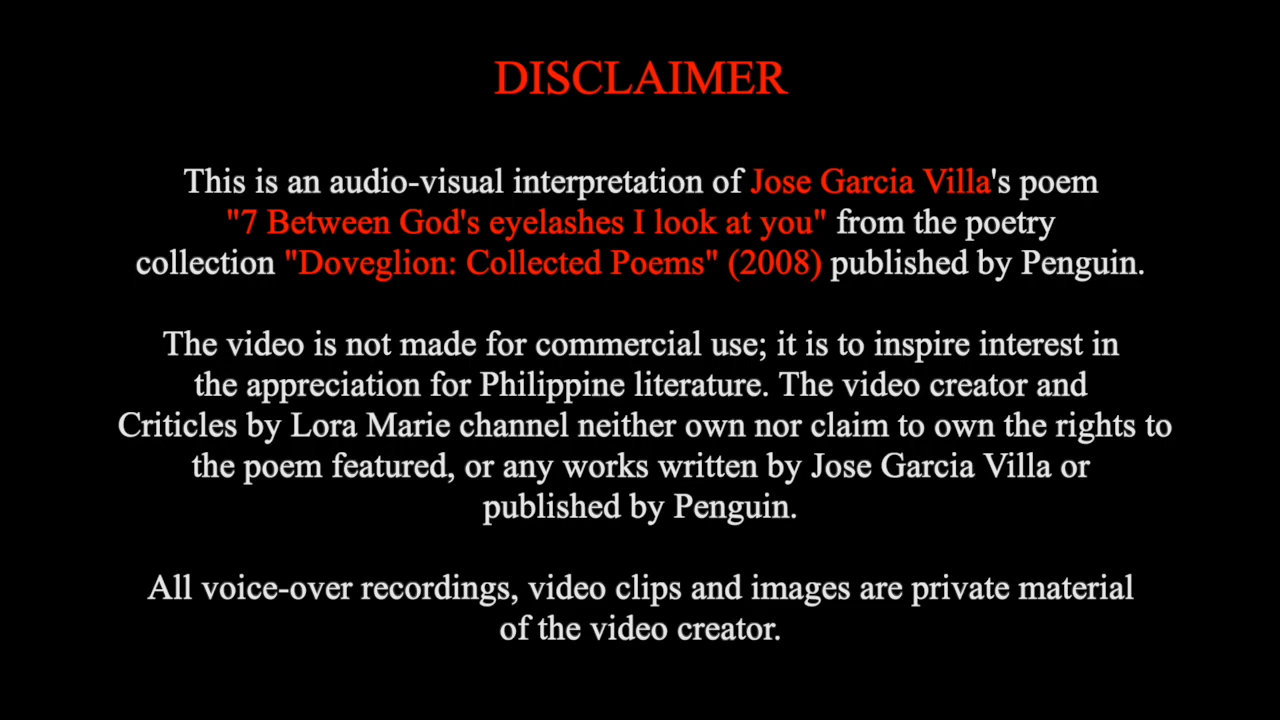 DISCLAIMER
This is an audio-visual interpretation of Jose Garcia Villa's poem
"7 Between God's eyelashes I look at you" from the poetry
collection "Doveglion: Collected Poems" (2008) published by Penguin.
The video is not made for commercial use; it is to inspire interest in
the appreciation for Philippine literature. The video creator and
Criticles by Lora Marie channel neither own nor claim to own the rights to
the poem featured, or any works written by Jose Garcia Villa or
published by Penguin.
All voice-over recordings, video clips and images are private material
of the video creator.